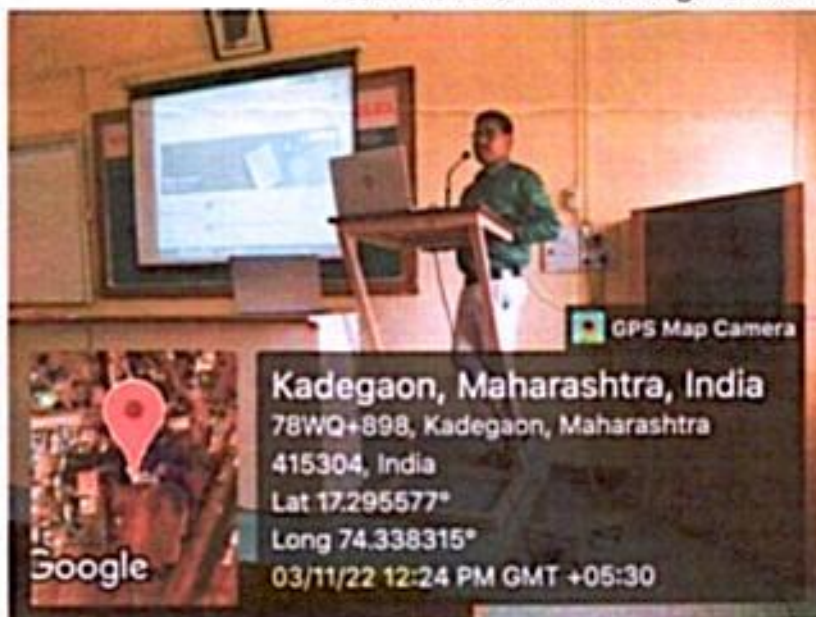 GPS Map Camera
Kadegaon, Maharashtra, India
78WQ+898, Kadegaon, Maharashtra
415304, India
Lat 17.295577°
Long 74.338315°
03/11/22 12:24 PM GMT +05:30
Google